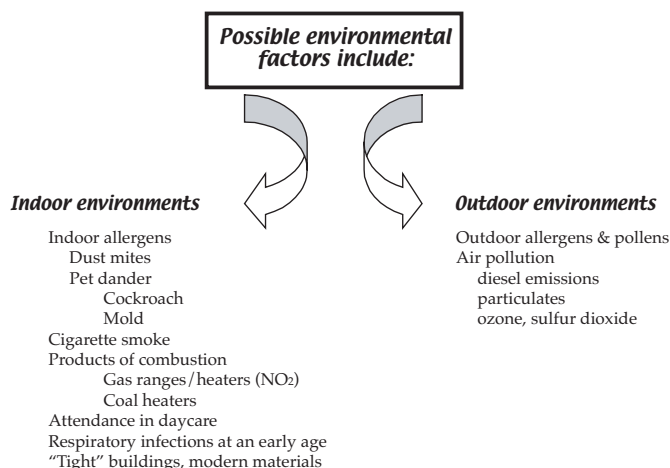 Possible environmental
factors include:
Indoor environments
Indoor allergens
Dust mites
Pet dander
Cockroach
Mold
Cigarette smoke
Products of combustion
Gas ranges/heaters (NO2)
Coal heaters
Attendance in daycare
Respiratory infections at an early age
“Tight” buildings, modern materials
Outdoor environments
Outdoor allergens & pollens
Air pollution
diesel emissions
particulates
ozone, sulfur dioxide